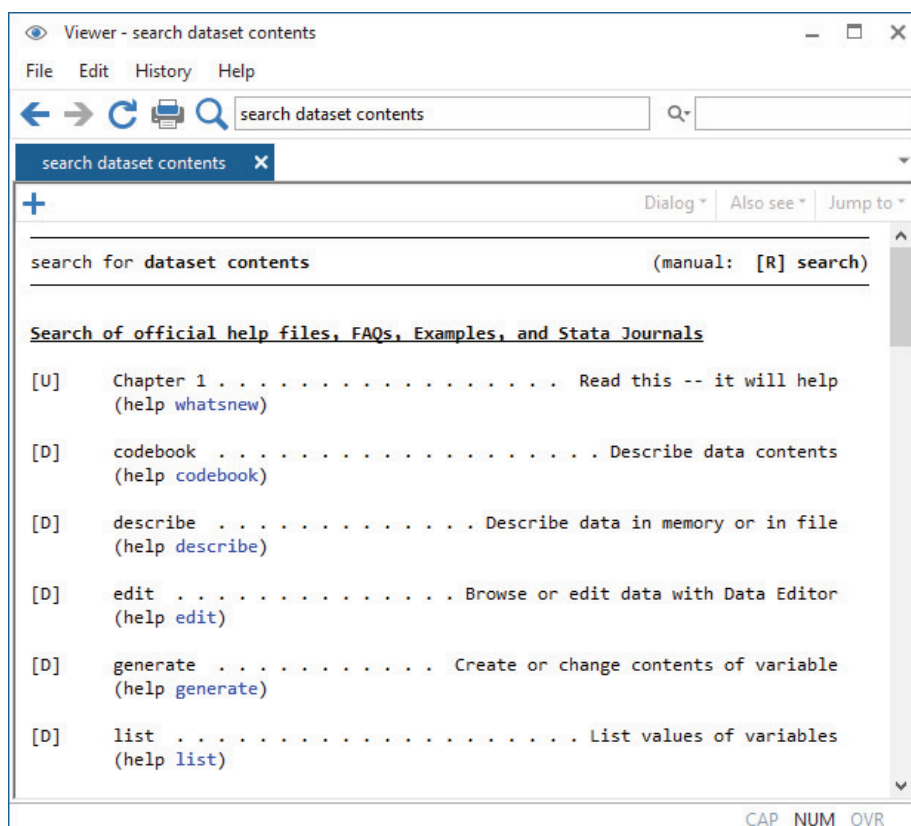 Viewer - search dataset contents
File Edit History Help
search dataset contents
search dataset contents
Dialog Also see Jump to
search for dataset contents (manual: [R] search)
Search of official help files, FAQs, Examples, and Stata Journals
[U] Chapter 1 . . . . . . . . . . . . . . . . . Read this -- it will help
(help whatsnew)
[D] codebook . . . . . . . . . . . . . . . . . . . Describe data contents
(help codebook)
[D] describe . . . . . . . . . . . . . Describe data in memory or in file
(help describe)
[D] edit . . . . . . . . . . . . . . Browse or edit data with Data Editor
(help edit)
[D] generate . . . . . . . . . . . Create or change contents of variable
(help generate)
[D] list . . . . . . . . . . . . . . . . . . . . List values of variables
(help list)
CAP NUM OVR